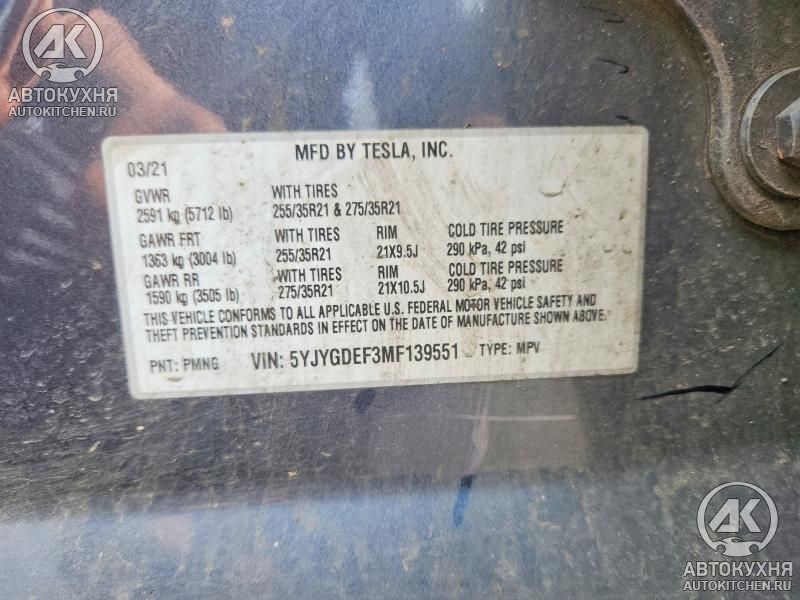 AK
АВТОКУХНЯ
AUTOKITCHEN.RU
MFD BY TESLA, INC.
03/21
GVWR WITH TIRES
2591 kg (5712 lb) 255/35R21 & 275/35R21
GAWR FRT WITH TIRES RIM COLD TIRE PRESSURE
1363 kg (3004 lb) 255/35R21 21X9.5J 290 kPa, 42 psi
GAWR RR WITH TIRES RIM COLD TIRE PRESSURE
1590 kg (3505 lb) 275/35R21 21X10.5J 290 kPa, 42 psi
THIS VEHICLE CONFORMS TO ALL APPLICABLE U.S. FEDERAL MOTOR VEHICLE SAFETY AND
THEFT PREVENTION STANDARDS IN EFFECT ON THE DATE OF MANUFACTURE SHOWN ABOVE.
PNT: PMNG VIN: 5YJYGDEF3MF139551 TYPE: MPV
AK
АВТОКУХНЯ
AUTOKITCHEN.RU